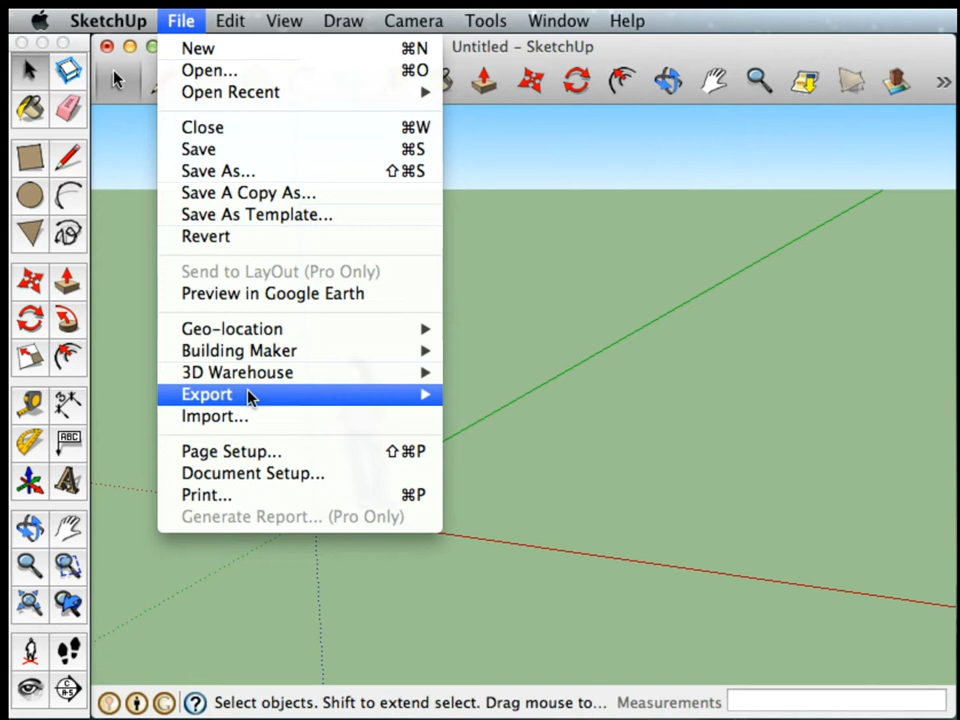 SketchUp File Edit View Draw Camera Tools Window Help
Untitled – SketchUp
New ⌘N
Open... ⌘O
Open Recent
Close ⌘W
Save ⌘S
Save As... ⇧⌘S
Save A Copy As...
Save As Template...
Revert
Send to LayOut (Pro Only)
Preview in Google Earth
Geo-location
Building Maker
3D Warehouse
Export
Import...
Page Setup... ⇧⌘P
Document Setup...
Print... ⌘P
Generate Report... (Pro Only)
ABC
A
Select objects. Shift to extend select. Drag mouse to... Measurements